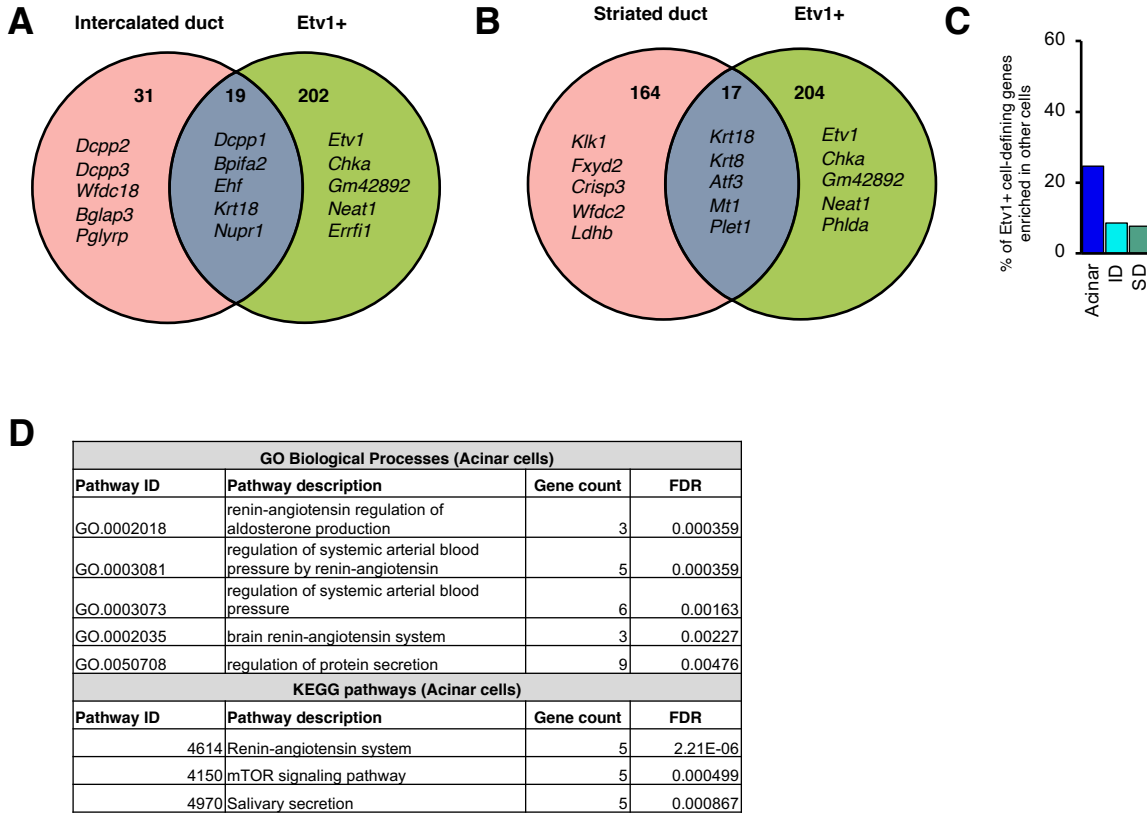 A
Intercalated duct
Etv1+
31
19
202
Dcpp2
Dcpp3
Wfdc18
Bglap3
Pglyrp
Dcpp1
Bpifa2
Ehf
Krt18
Nupr1
Etv1
Chka
Gm42892
Neat1
Errfi1
B
Striated duct
Etv1+
164
17
204
Klk1
Fxyd2
Crisp3
Wfdc2
Ldhb
Krt18
Krt8
Atf3
Mt1
Plet1
Etv1
Chka
Gm42892
Neat1
Phlda
C
% of Etv1+ cell-defining genes
enriched in other cells
60
40
20
0
Acinar
ID
SD
D
GO Biological Processes (Acinar cells)
Pathway ID Pathway description Gene count FDR
GO.0002018 renin-angiotensin regulation of
aldosterone production 3 0.000359
GO.0003081 regulation of systemic arterial blood
pressure by renin-angiotensin 5 0.000359
GO.0003073 regulation of systemic arterial blood
pressure 6 0.00163
GO.0002035 brain renin-angiotensin system 3 0.00227
GO.0050708 regulation of protein secretion 9 0.00476
KEGG pathways (Acinar cells)
Pathway ID Pathway description Gene count FDR
4614 Renin-angiotensin system 5 2.21E-06
4150 mTOR signaling pathway 5 0.000499
4970 Salivary secretion 5 0.000867